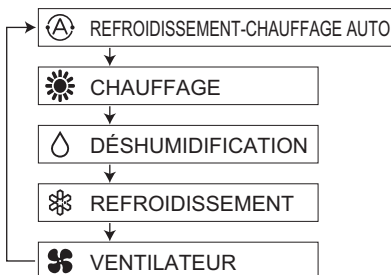 A REFROIDISSEMENT-CHAUFFAGE AUTO
CHAUFFAGE
DÉSHUMIDIFICATION
REFROIDISSEMENT
VENTILATEUR